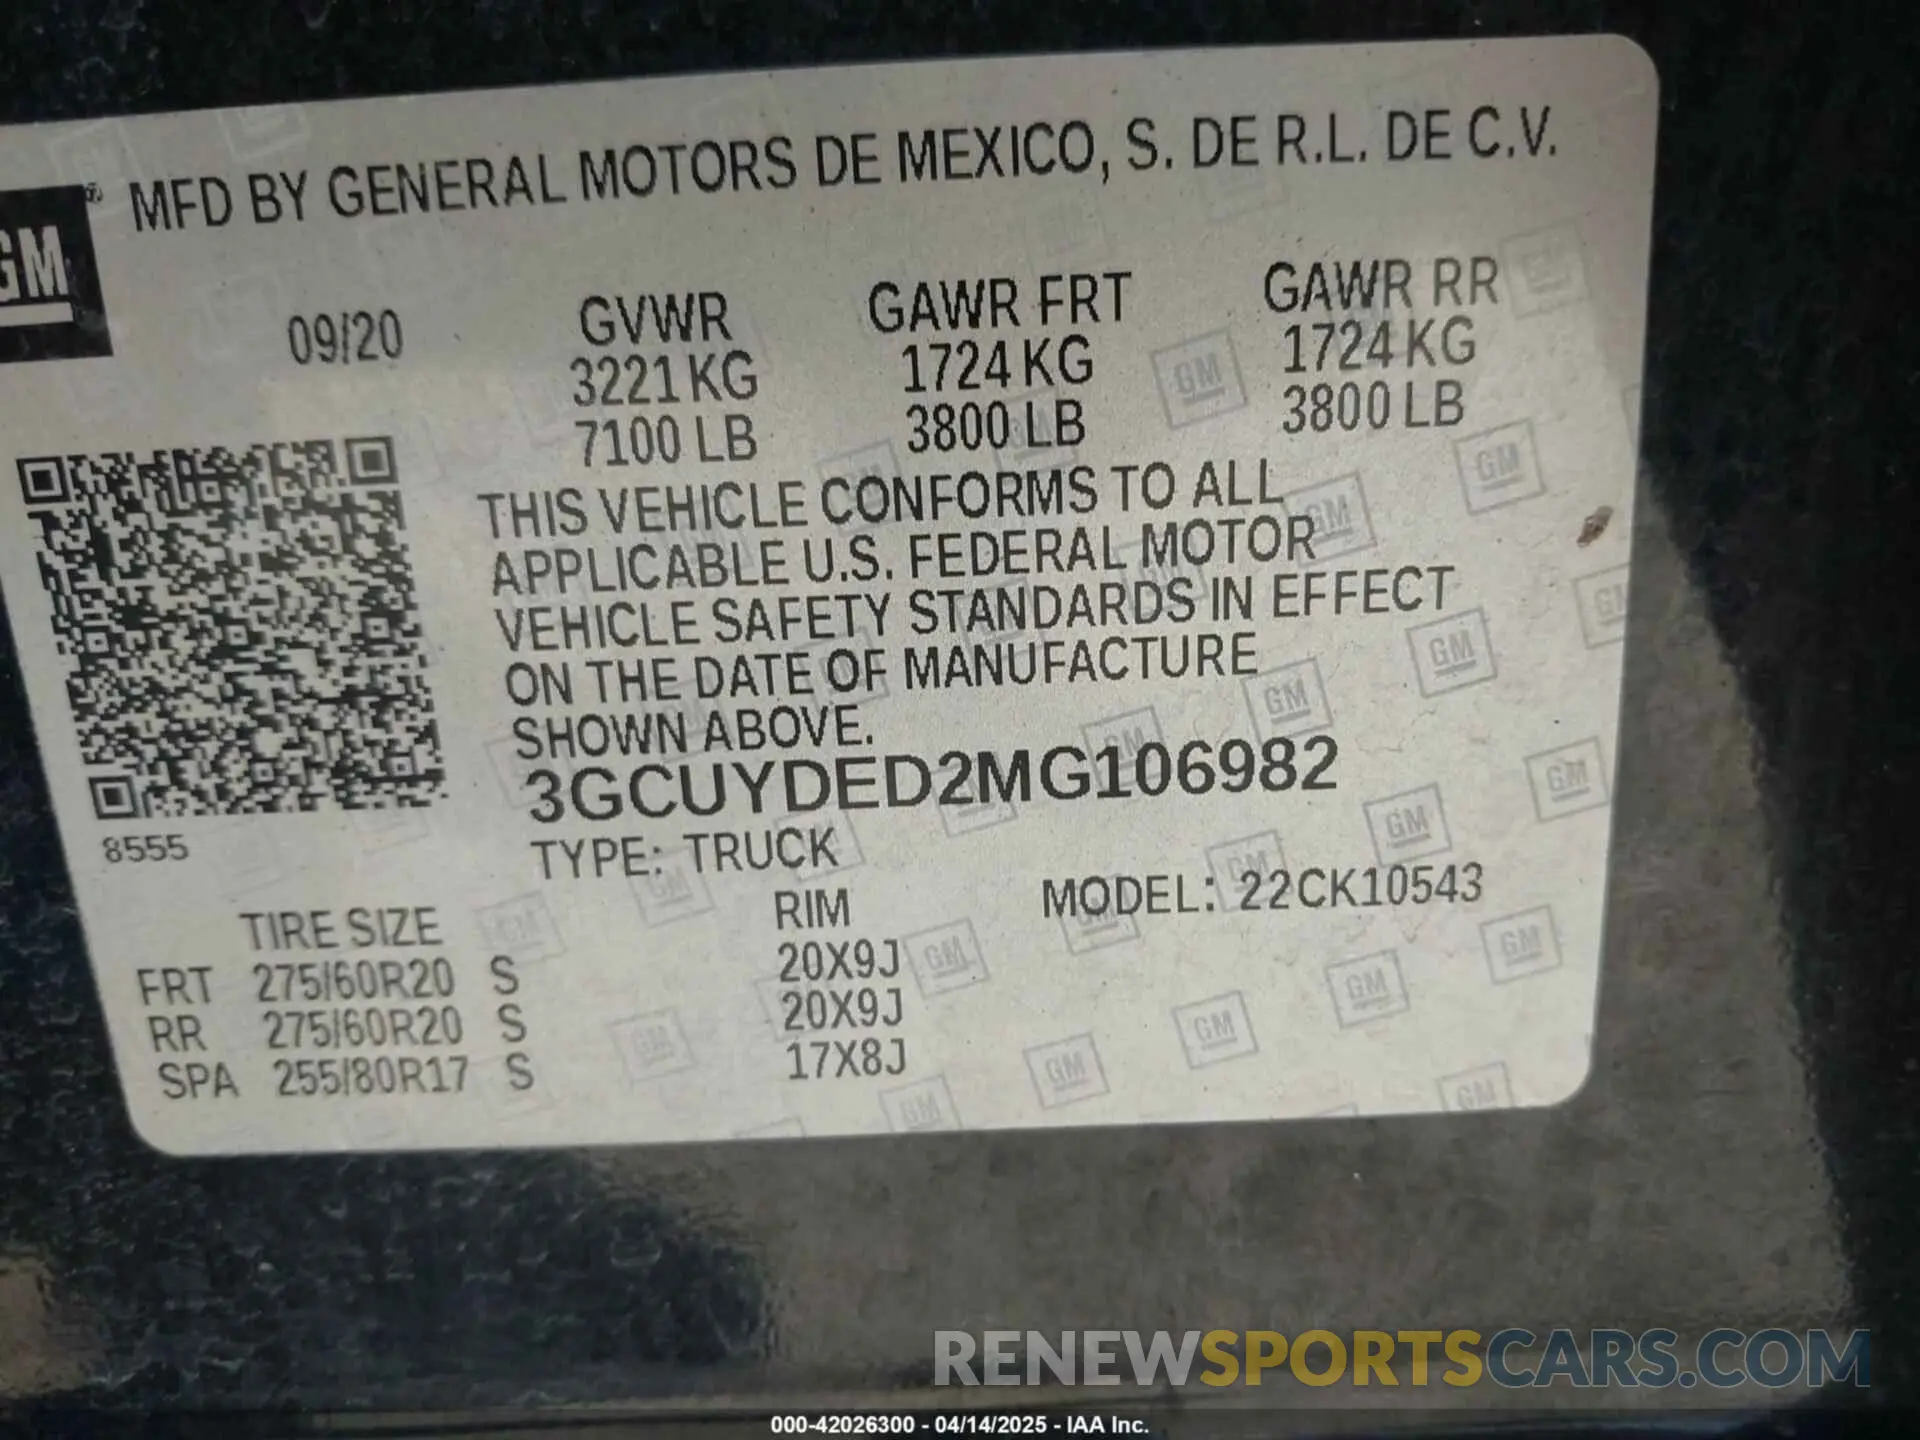 MFD BY GENERAL MOTORS DE MEXICO, S. DE R.L. DE C.V.
GM ®
09/20 GVWR GAWR FRT GAWR RR
3221 KG 1724 KG 1724 KG
7100 LB 3800 LB 3800 LB
THIS VEHICLE CONFORMS TO ALL
APPLICABLE U.S. FEDERAL MOTOR
VEHICLE SAFETY STANDARDS IN EFFECT
ON THE DATE OF MANUFACTURE
SHOWN ABOVE.
3GCUYDED2MG106982
8555
TYPE: TRUCK
MODEL: 22CK10543
TIRE SIZE RIM
FRT 275/60R20 S 20X9J
RR 275/60R20 S 20X9J
SPA 255/80R17 S 17X8J
RENEWSPORTSCARS.COM
000-42026300 - 04/14/2025 - IAA Inc.